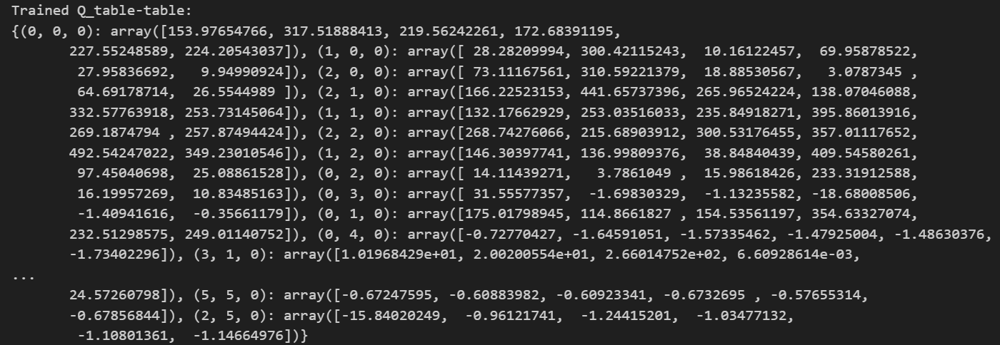 Trained Q_table-table:
{(0, 0, 0): array([153.97654766, 317.51888413, 219.56242261, 172.68391195,
       227.55248589, 224.20543037]), (1, 0, 0): array([ 28.28209994, 300.42115243,  10.16122457,  69.95878522,
        27.95836692,   9.94990924]), (2, 0, 0): array([ 73.11167561, 310.59221379,  18.88530567,   3.0787345 ,
        64.69178714,  26.5544989 ]), (2, 1, 0): array([166.22523153, 441.65737396, 265.96524224, 138.07046088,
       332.57763918, 253.73145064]), (1, 1, 0): array([132.17662929, 253.03516033, 235.84918271, 395.86013916,
       269.1874794 , 257.87494424]), (2, 2, 0): array([268.74276066, 215.68903912, 300.53176455, 357.01117652,
       492.54247022, 349.23010546]), (1, 2, 0): array([146.30397741, 136.99809376,  38.84840439, 409.54580261,
        97.45040698,  25.08861528]), (0, 2, 0): array([ 14.11439271,   3.7861049 ,  15.98618426, 233.31912588,
        16.19957269,  10.83485163]), (0, 3, 0): array([ 31.55577357,  -1.69830329,  -1.13235582, -18.68008506,
        -1.40941616,  -0.35661179]), (0, 1, 0): array([175.01798945, 114.8661827 , 154.53561197, 354.63327074,
       232.51298575, 249.01140752]), (0, 4, 0): array([-0.72770427, -1.64591051, -1.57335462, -1.47925004, -1.48630376,
       -1.73402296]), (3, 1, 0): array([1.01968429e+01, 2.00200554e+01, 2.66014752e+02, 6.60928614e-03,
...
       24.57260798]), (5, 5, 0): array([-0.67247595, -0.60883982, -0.60923341, -0.6732695 , -0.57655314,
       -0.67856844]), (2, 5, 0): array([-15.84020249,  -0.96121741,  -1.24415201,  -1.03477132,
        -1.10801361,  -1.14664976])}